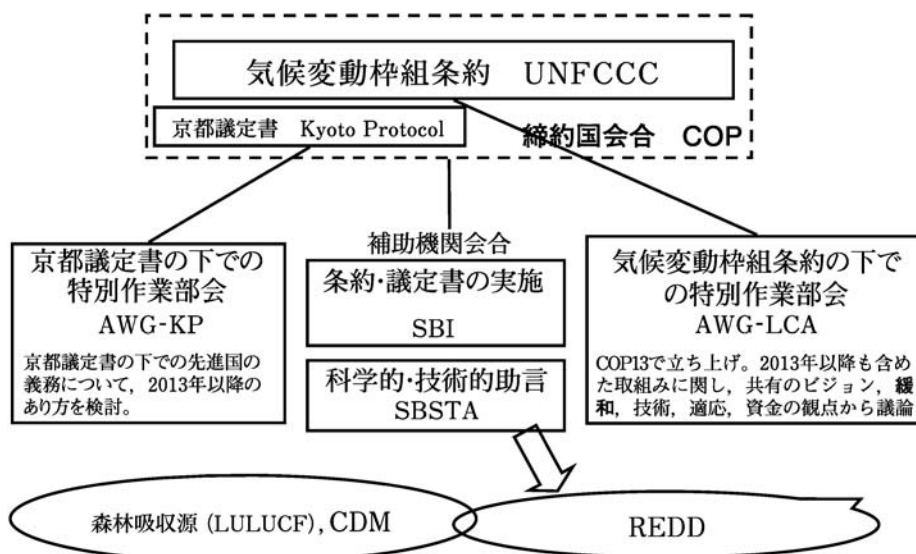 気候変動枠組条約 UNFCCC
京都議定書 Kyoto Protocol
締約国会合 COP
京都議定書の下での
特別作業部会
AWG-KP
京都議定書の下での先進国の
義務について,2013年以降の
あり方を検討。
補助機関会合
条約・議定書の実施
SBI
科学的・技術的助言
SBSTA
気候変動枠組条約の下で
の特別作業部会
AWG-LCA
COP13で立ち上げ。2013年以降も含め
た取組みに関し,共有のビジョン,緩
和,技術,適応,資金の観点から議論
森林吸収源 (LULUCF), CDM
REDD